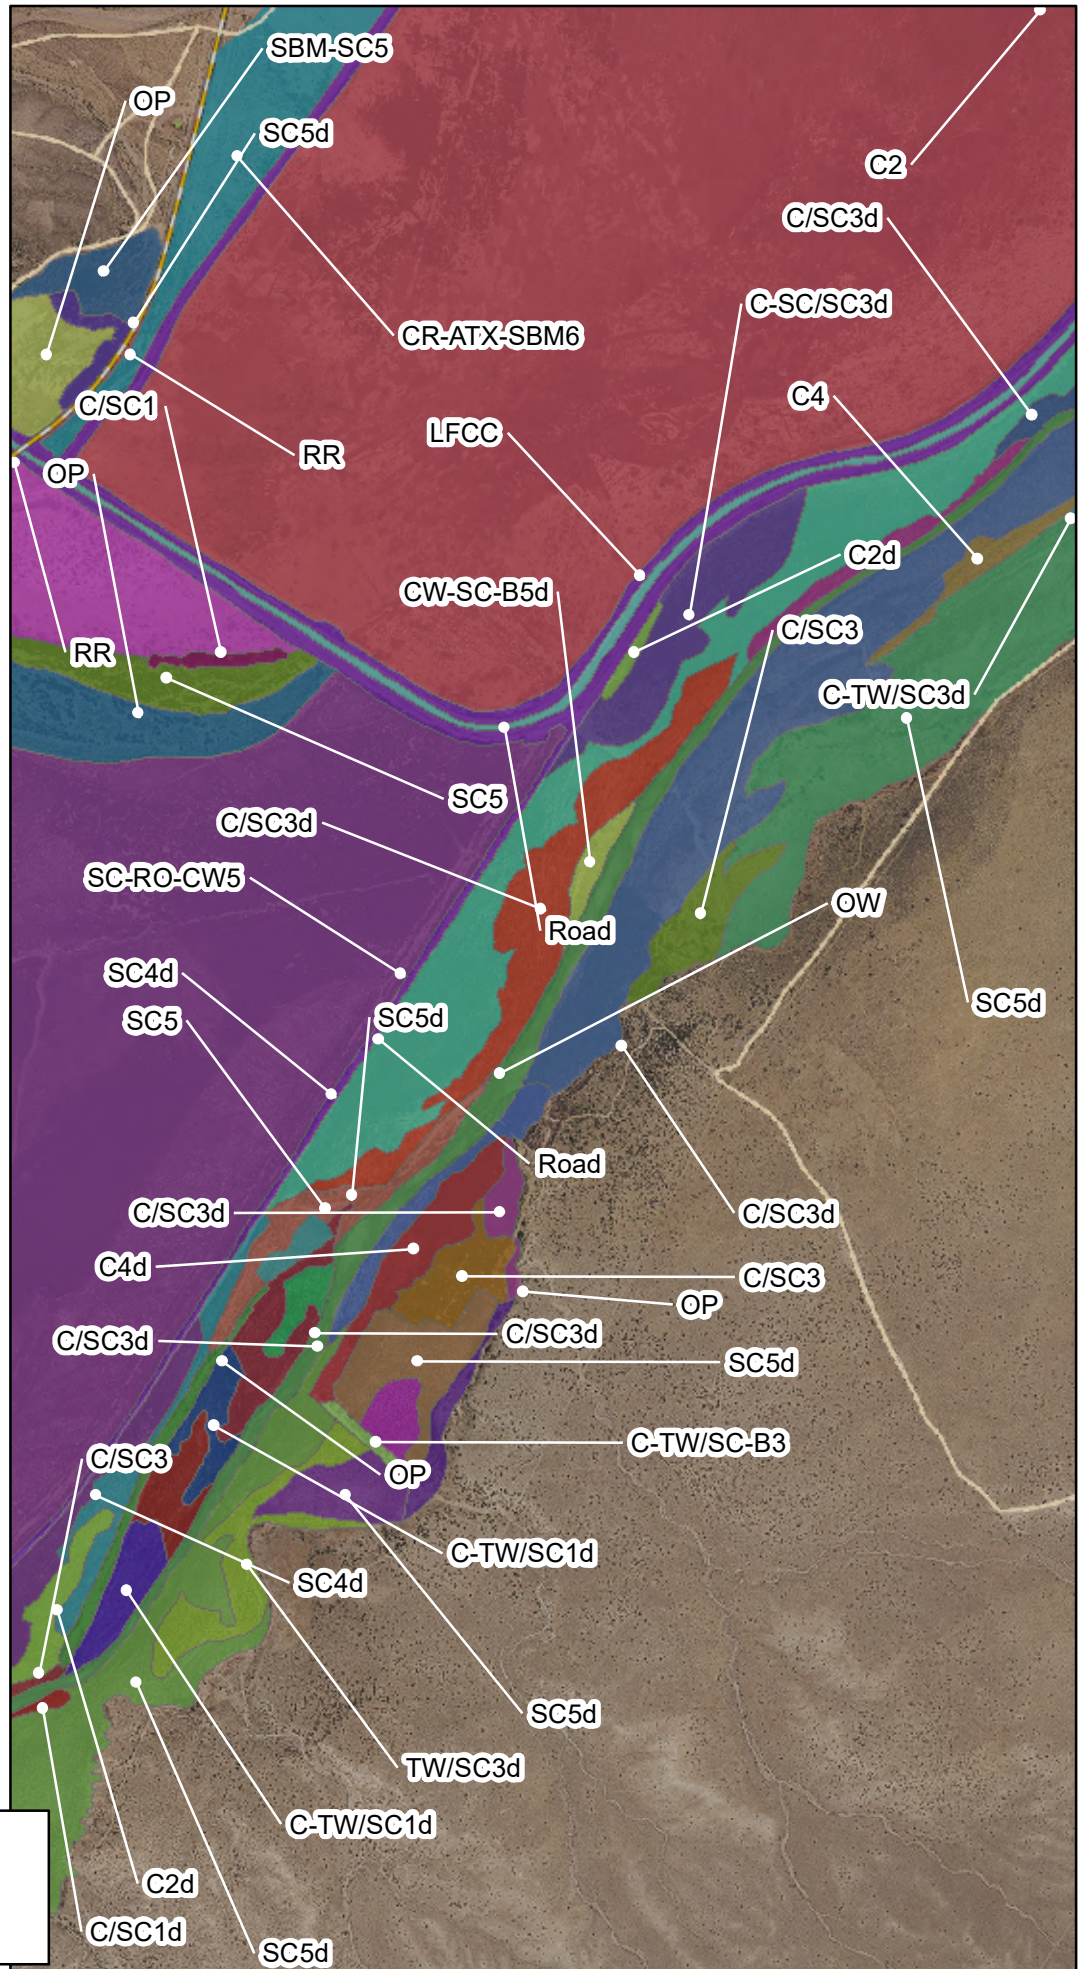 SBM-SC5
OP
SC5d
C2
C/SC3d
C-SC/SC3d
CR-ATX-SBM6
C4
C/SC1
LFCC
RR
OP
C2d
CW-SC-B5d
C/SC3
RR
C-TW/SC3d
SC5
C/SC3d
SC-RO-CW5
OW
Road
SC4d
SC5d
SC5
SC5d
Road
C/SC3d
C/SC3d
C4d
C/SC3
OP
C/SC3d
C/SC3d
SC5d
C-TW/SC-B3
C/SC3
OP
C-TW/SC1d
SC4d
SC5d
TW/SC3d
C-TW/SC1d
C2d
C/SC1d
SC5d